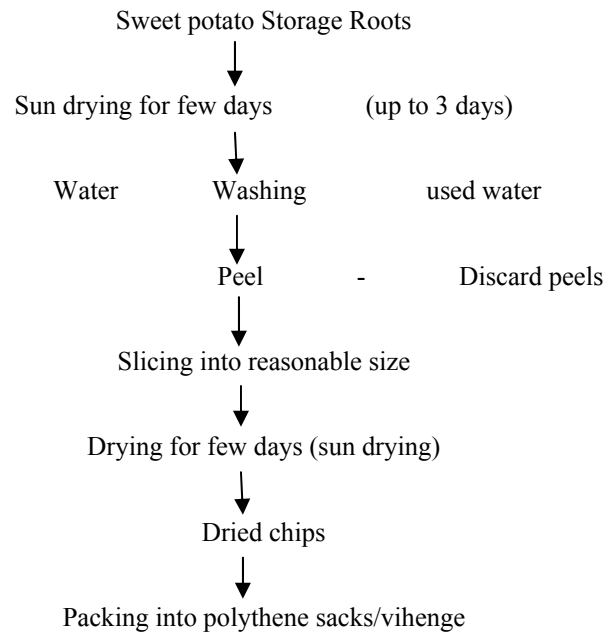 Sweet potato Storage Roots
Sun drying for few days (up to 3 days)
Water Washing used water
Peel - Discard peels
Slicing into reasonable size
Drying for few days (sun drying)
Dried chips
Packing into polythene sacks/vihenge